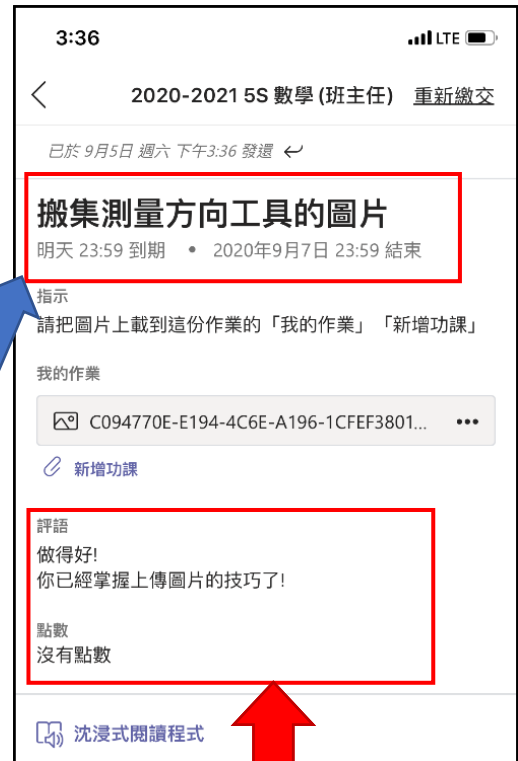 3:36
LTE
2020-2021 5S 數學 (班主任) 重新繳交
已於 9月5日 週六 下午3:36 發還
搬集測量方向工具的圖片
明天 23:59 到期 • 2020年9月7日 23:59 結束
指示
請把圖片上載到這份作業的「我的作業」「新增功課」
我的作業
C094770E-E194-4C6E-A196-1CFEF3801...
新增功課
評語
做得好!
你已經掌握上傳圖片的技巧了!
點數
沒有點數
沈浸式閱讀程式